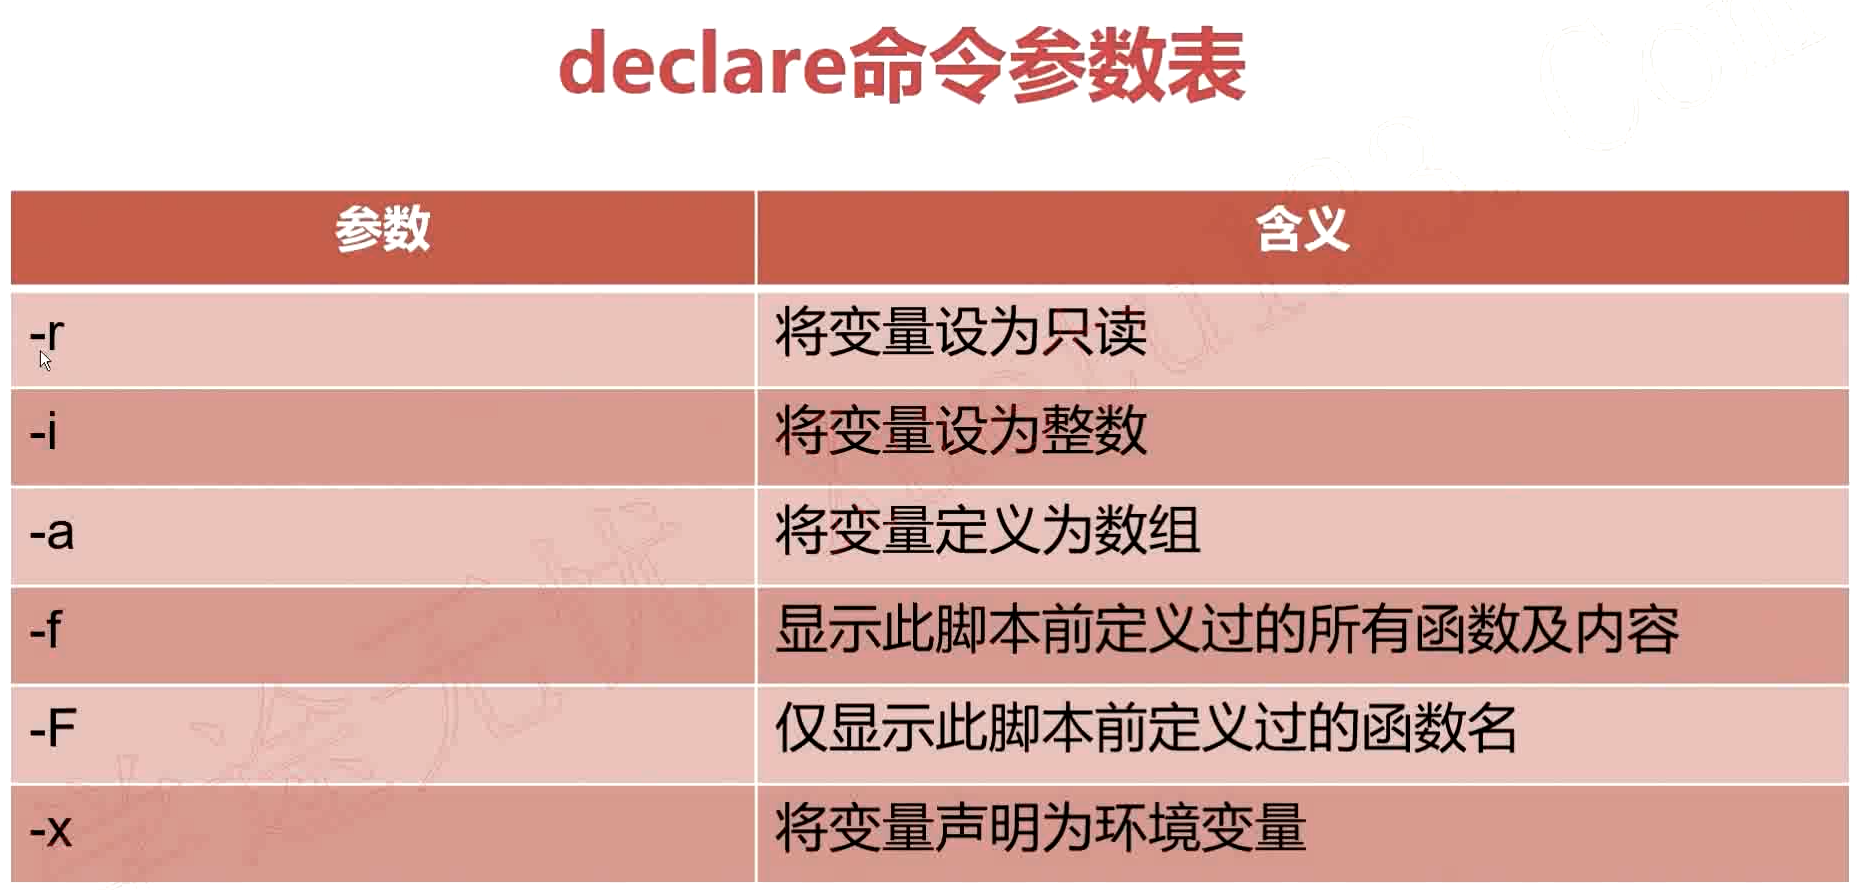 declare命令参数表
参数 含义
-r 将变量设为只读
-i 将变量设为整数
-a 将变量定义为数组
-f 显示此脚本前定义过的所有函数及内容
-F 仅显示此脚本前定义过的函数名
-x 将变量声明为环境变量